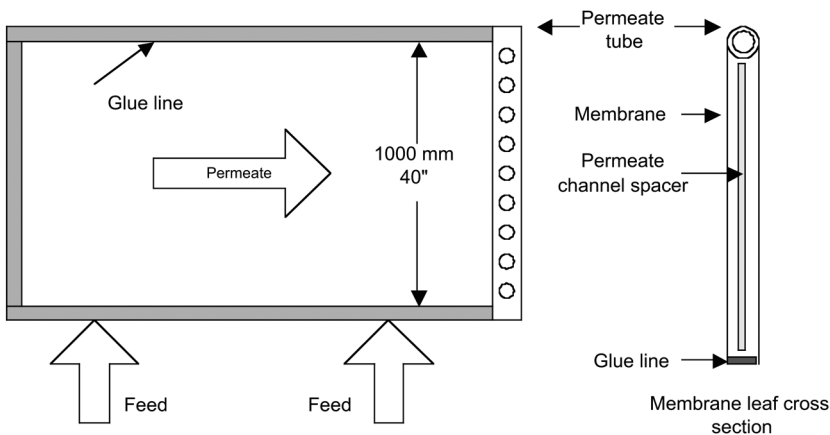 Permeate
tube
Glue line
Membrane
1000 mm
40"
Permeate
Permeate
channel spacer
Glue line
Feed
Feed
Membrane leaf cross
section